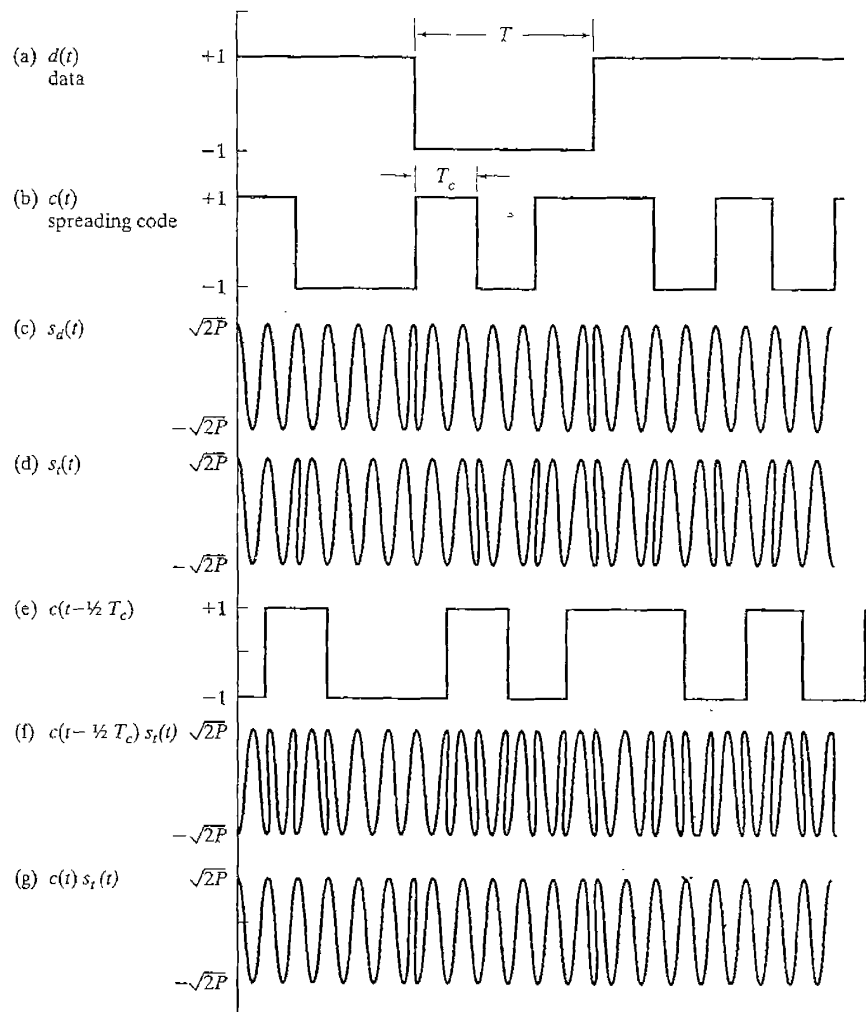 T
(a) d(t) +1
data
−1
T_c
(b) c(t) +1
spreading code
−1
(c) s_d(t) √2P
−√2P
(d) s_t(t) √2P
−√2P
(e) c(t−½ T_c) +1
−1
(f) c(t− ½ T_c) s_t(t) √2P
−√2P
(g) c(t) s_t(t) √2P
−√2P